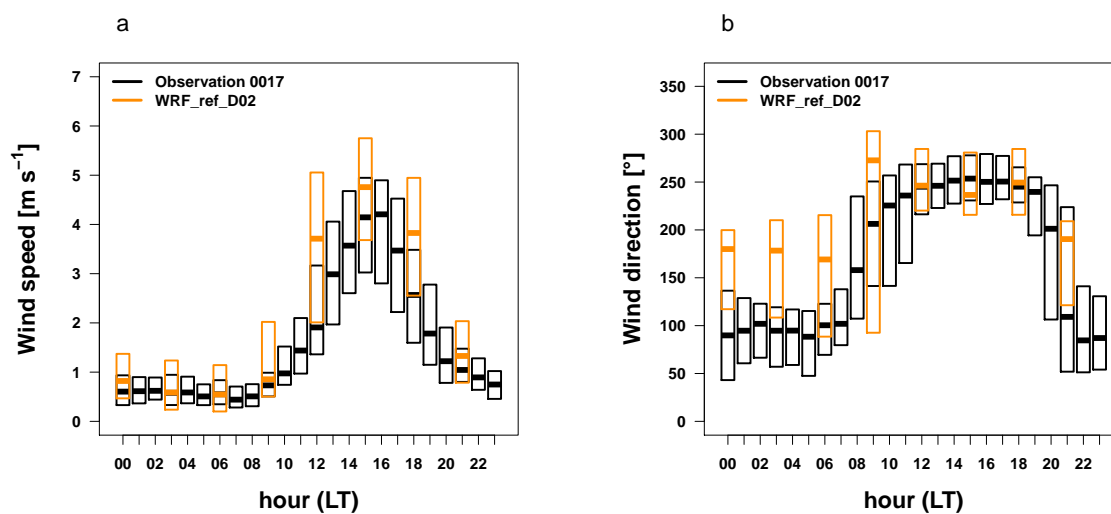 a
Wind speed [m s⁻¹]
7
6
5
4
3
2
1
0
Observation 0017
WRF_ref_D02
00 02 04 06 08 10 12 14 16 18 20 22
hour (LT)
b
Wind direction [°]
350
300
250
200
150
100
50
0
Observation 0017
WRF_ref_D02
00 02 04 06 08 10 12 14 16 18 20 22
hour (LT)